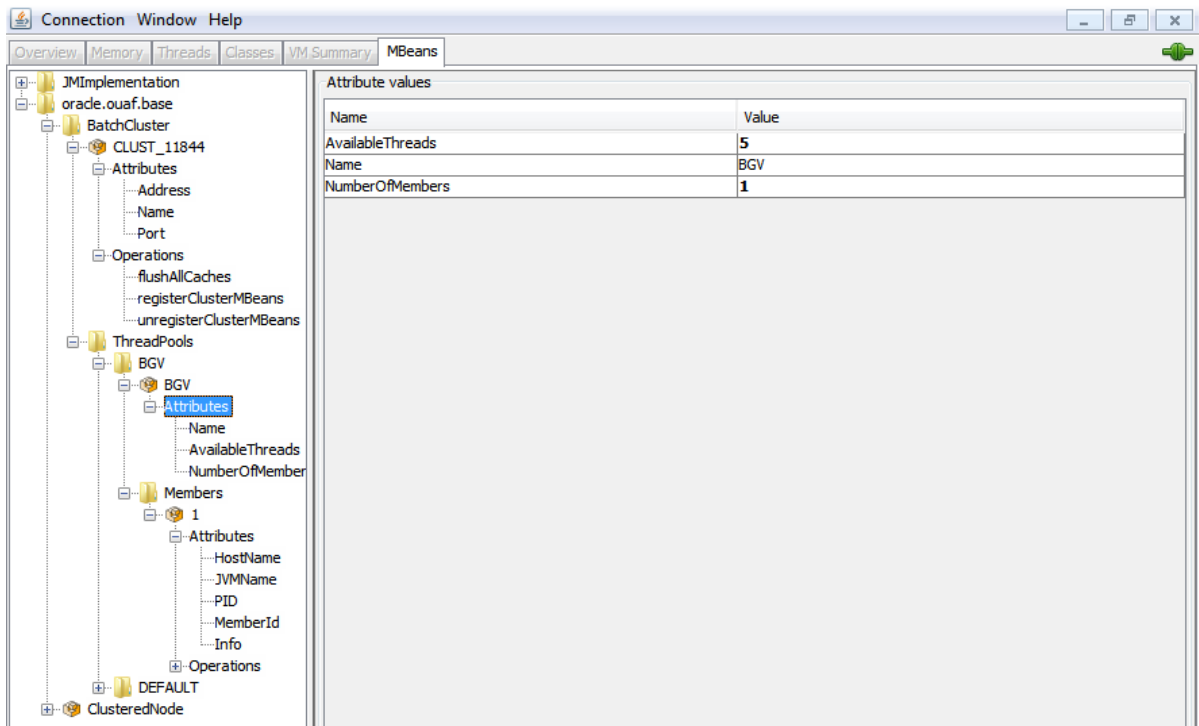 Connection Window Help
Overview Memory Threads Classes VM Summary MBeans
JMImplementation
oracle.ouaf.base
BatchCluster
CLUST_11844
Attributes
Address
Name
Port
Operations
flushAllCaches
registerClusterMBeans
unregisterClusterMBeans
ThreadPools
BGV
BGV
Attributes
Name
AvailableThreads
NumberOfMember
Members
1
Attributes
HostName
JVMName
PID
MemberId
Info
Operations
DEFAULT
ClusteredNode
Attribute values
Name Value
AvailableThreads 5
Name BGV
NumberOfMembers 1